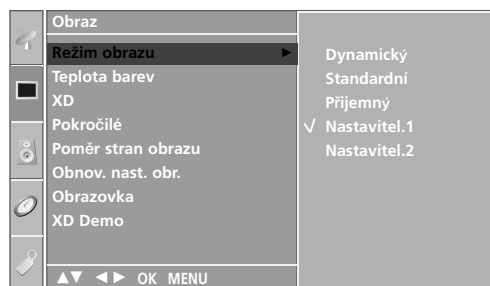 Obraz
Režim obrazu ►
Teplota barev
XD
Pokročilé
Poměr stran obrazu
Obnov. nast. obr.
Obrazovka
XD Demo
▲▼ ◄► OK MENU
Dynamický
Standardní
Přijemný
√ Nastavitel.1
Nastavitel.2